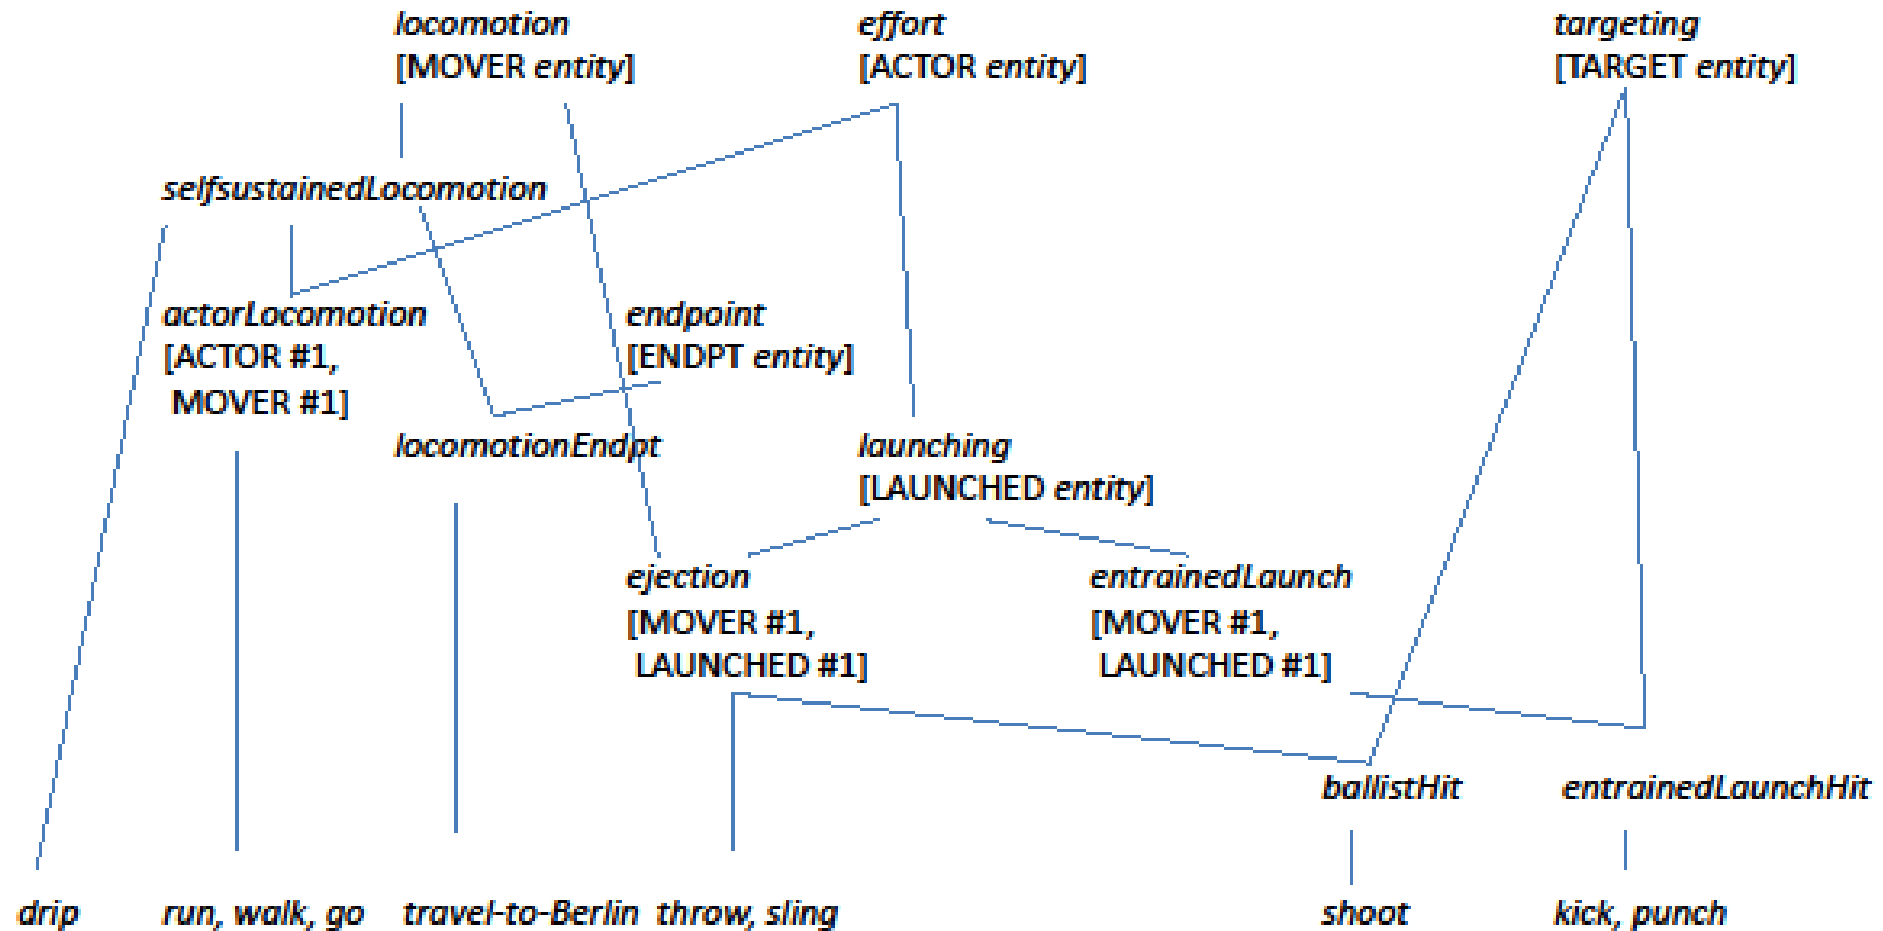 locomotion
[MOVER entity]
effort
[ACTOR entity]
targeting
[TARGET entity]
selfsustainedLocomotion
actorLocomotion
[ACTOR #1,
MOVER #1]
endpoint
[ENDPT entity]
locomotionEndpt
launching
[LAUNCHED entity]
ejection
[MOVER #1,
LAUNCHED #1]
entrainedLaunch
[MOVER #1,
LAUNCHED #1]
ballistHit
entrainedLaunchHit
drip
run, walk, go
travel-to-Berlin
throw, sling
shoot
kick, punch